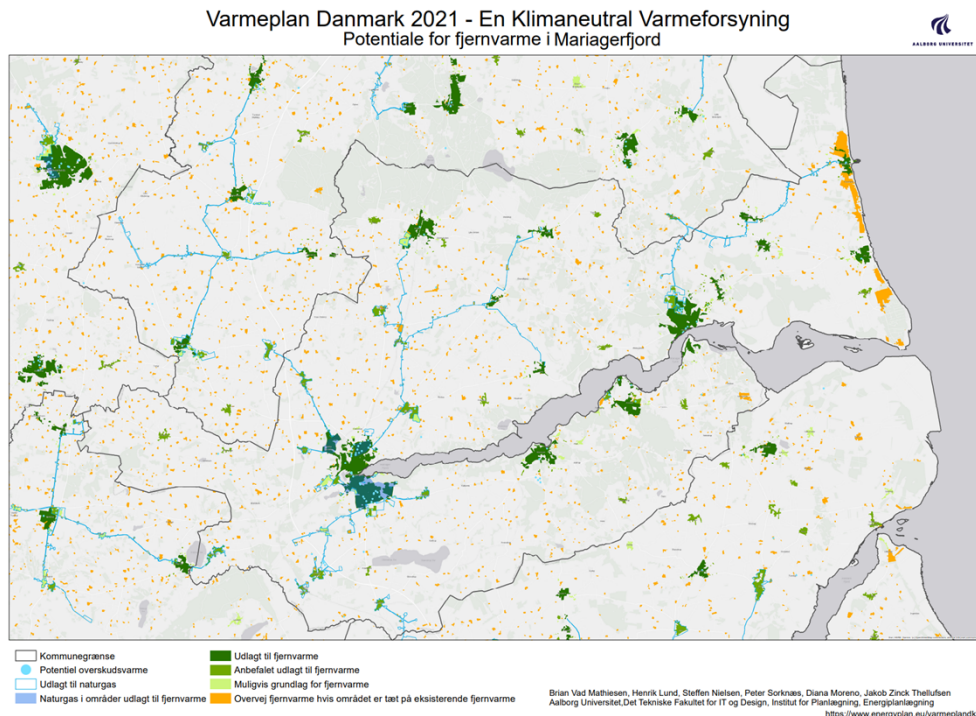 Varmeplan Danmark 2021 - En Klimaneutral Varmeforsyning
Potentiale for fjernvarme i Mariagerfjord
AALBORG UNIVERSITET
Kommunegrænse
Potentiel overskudsvarme
Udlagt til naturgas
Naturgas i områder udlagt til fjernvarme
Udlagt til fjernvarme
Anbefalet udlagt til fjernvarme
Muligvis grundlag for fjernvarme
Overvej fjernvarme hvis området er tæt på eksisterende fjernvarme
Brian Vad Mathiesen, Henrik Lund, Steffen Nielsen, Peter Sorknæs, Diana Moreno, Jakob Zinck Thellufsen
Aalborg Universitet,Det Tekniske Fakultet for IT og Design, Institut for Planlægning, Energiplanlægning
https://www.energyplan.eu/varmeplandk